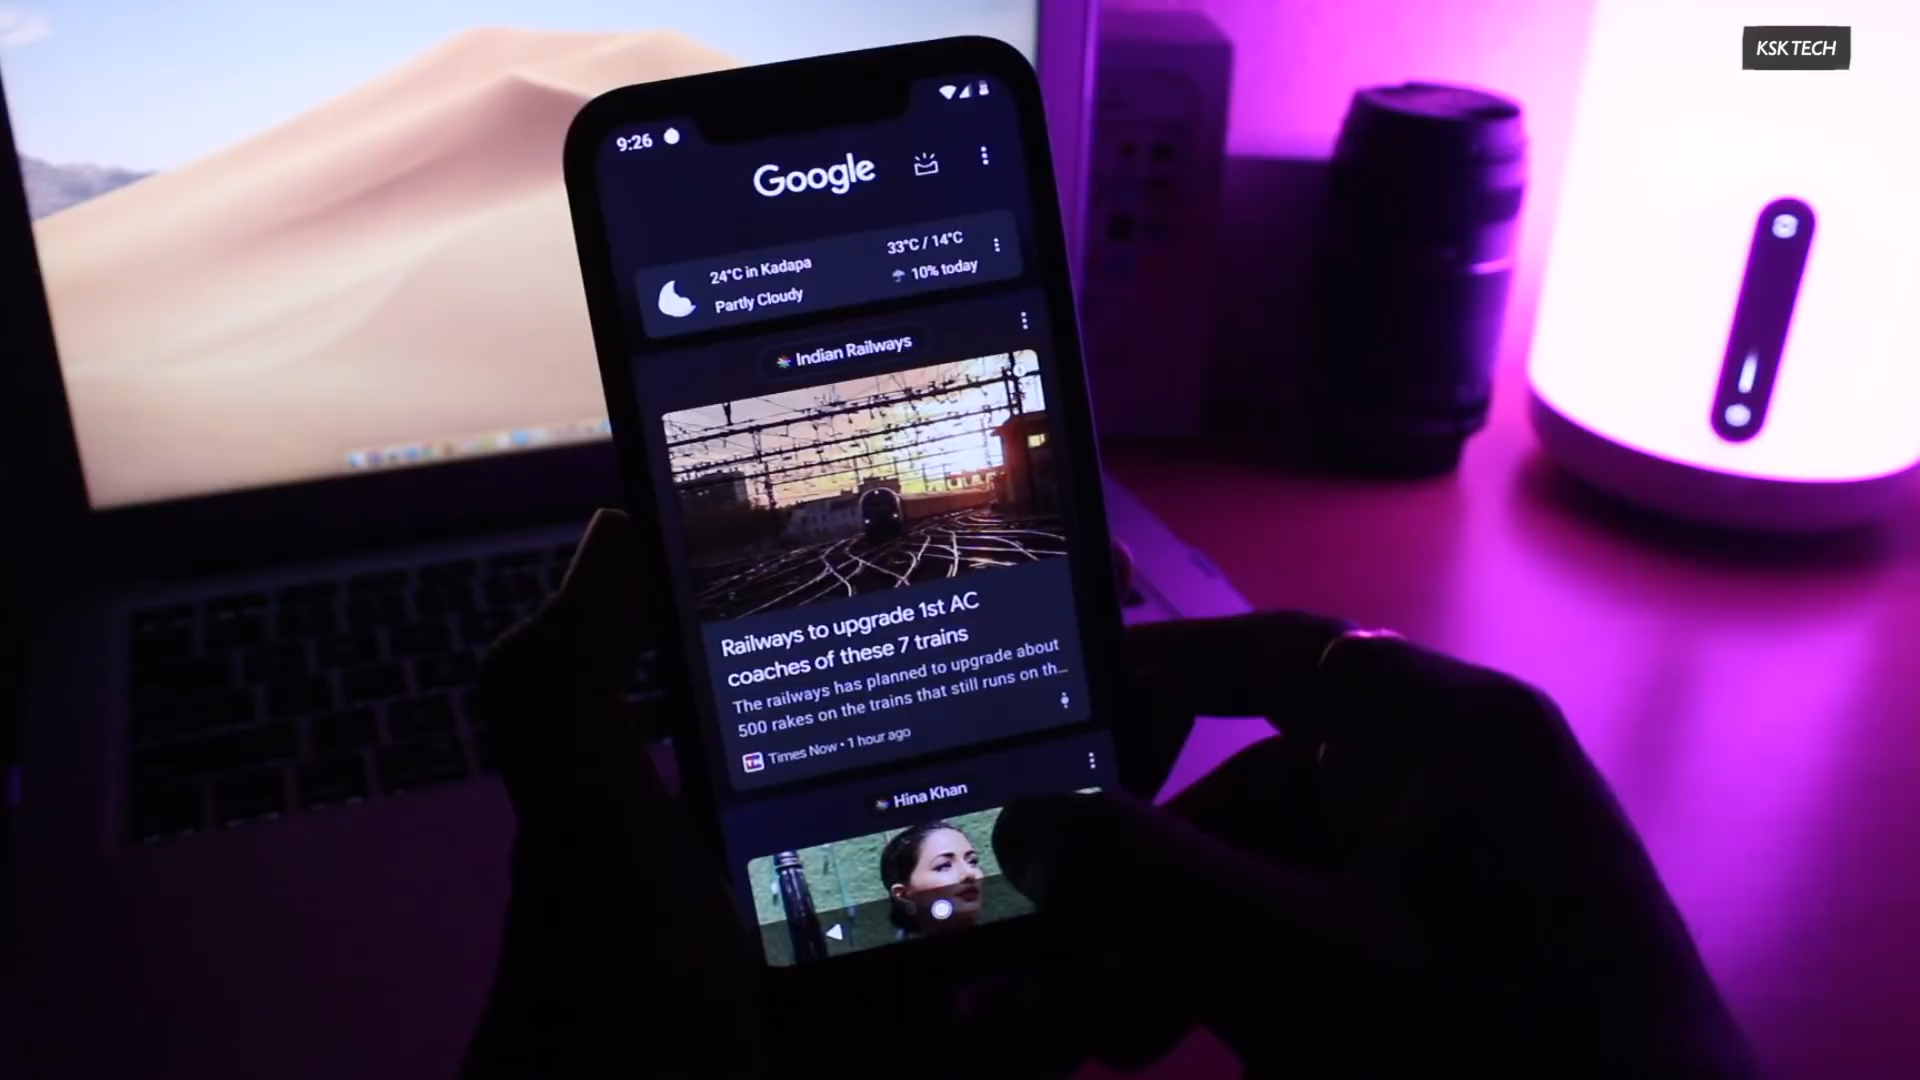 KSK TECH
9:26
Google
24°C in Kadapa
33°C / 14°C
Partly Cloudy
10% today
Indian Railways
Railways to upgrade 1st AC
coaches of these 7 trains
The railways has planned to upgrade about
500 rakes on the trains that still runs on th...
TN Times Now • 1 hour ago
Hina Khan